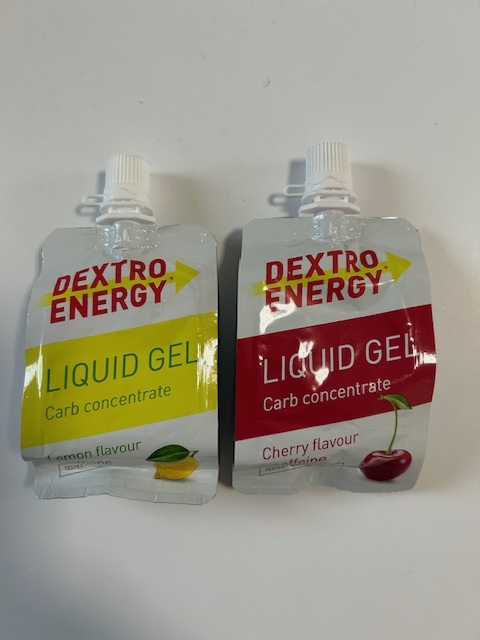 DEXTRO
ENERGY
LIQUID GEL
Carb concentrate
Lemon flavour
DEXTRO
ENERGY
LIQUID GEL
Carb concentrate
Cherry flavour